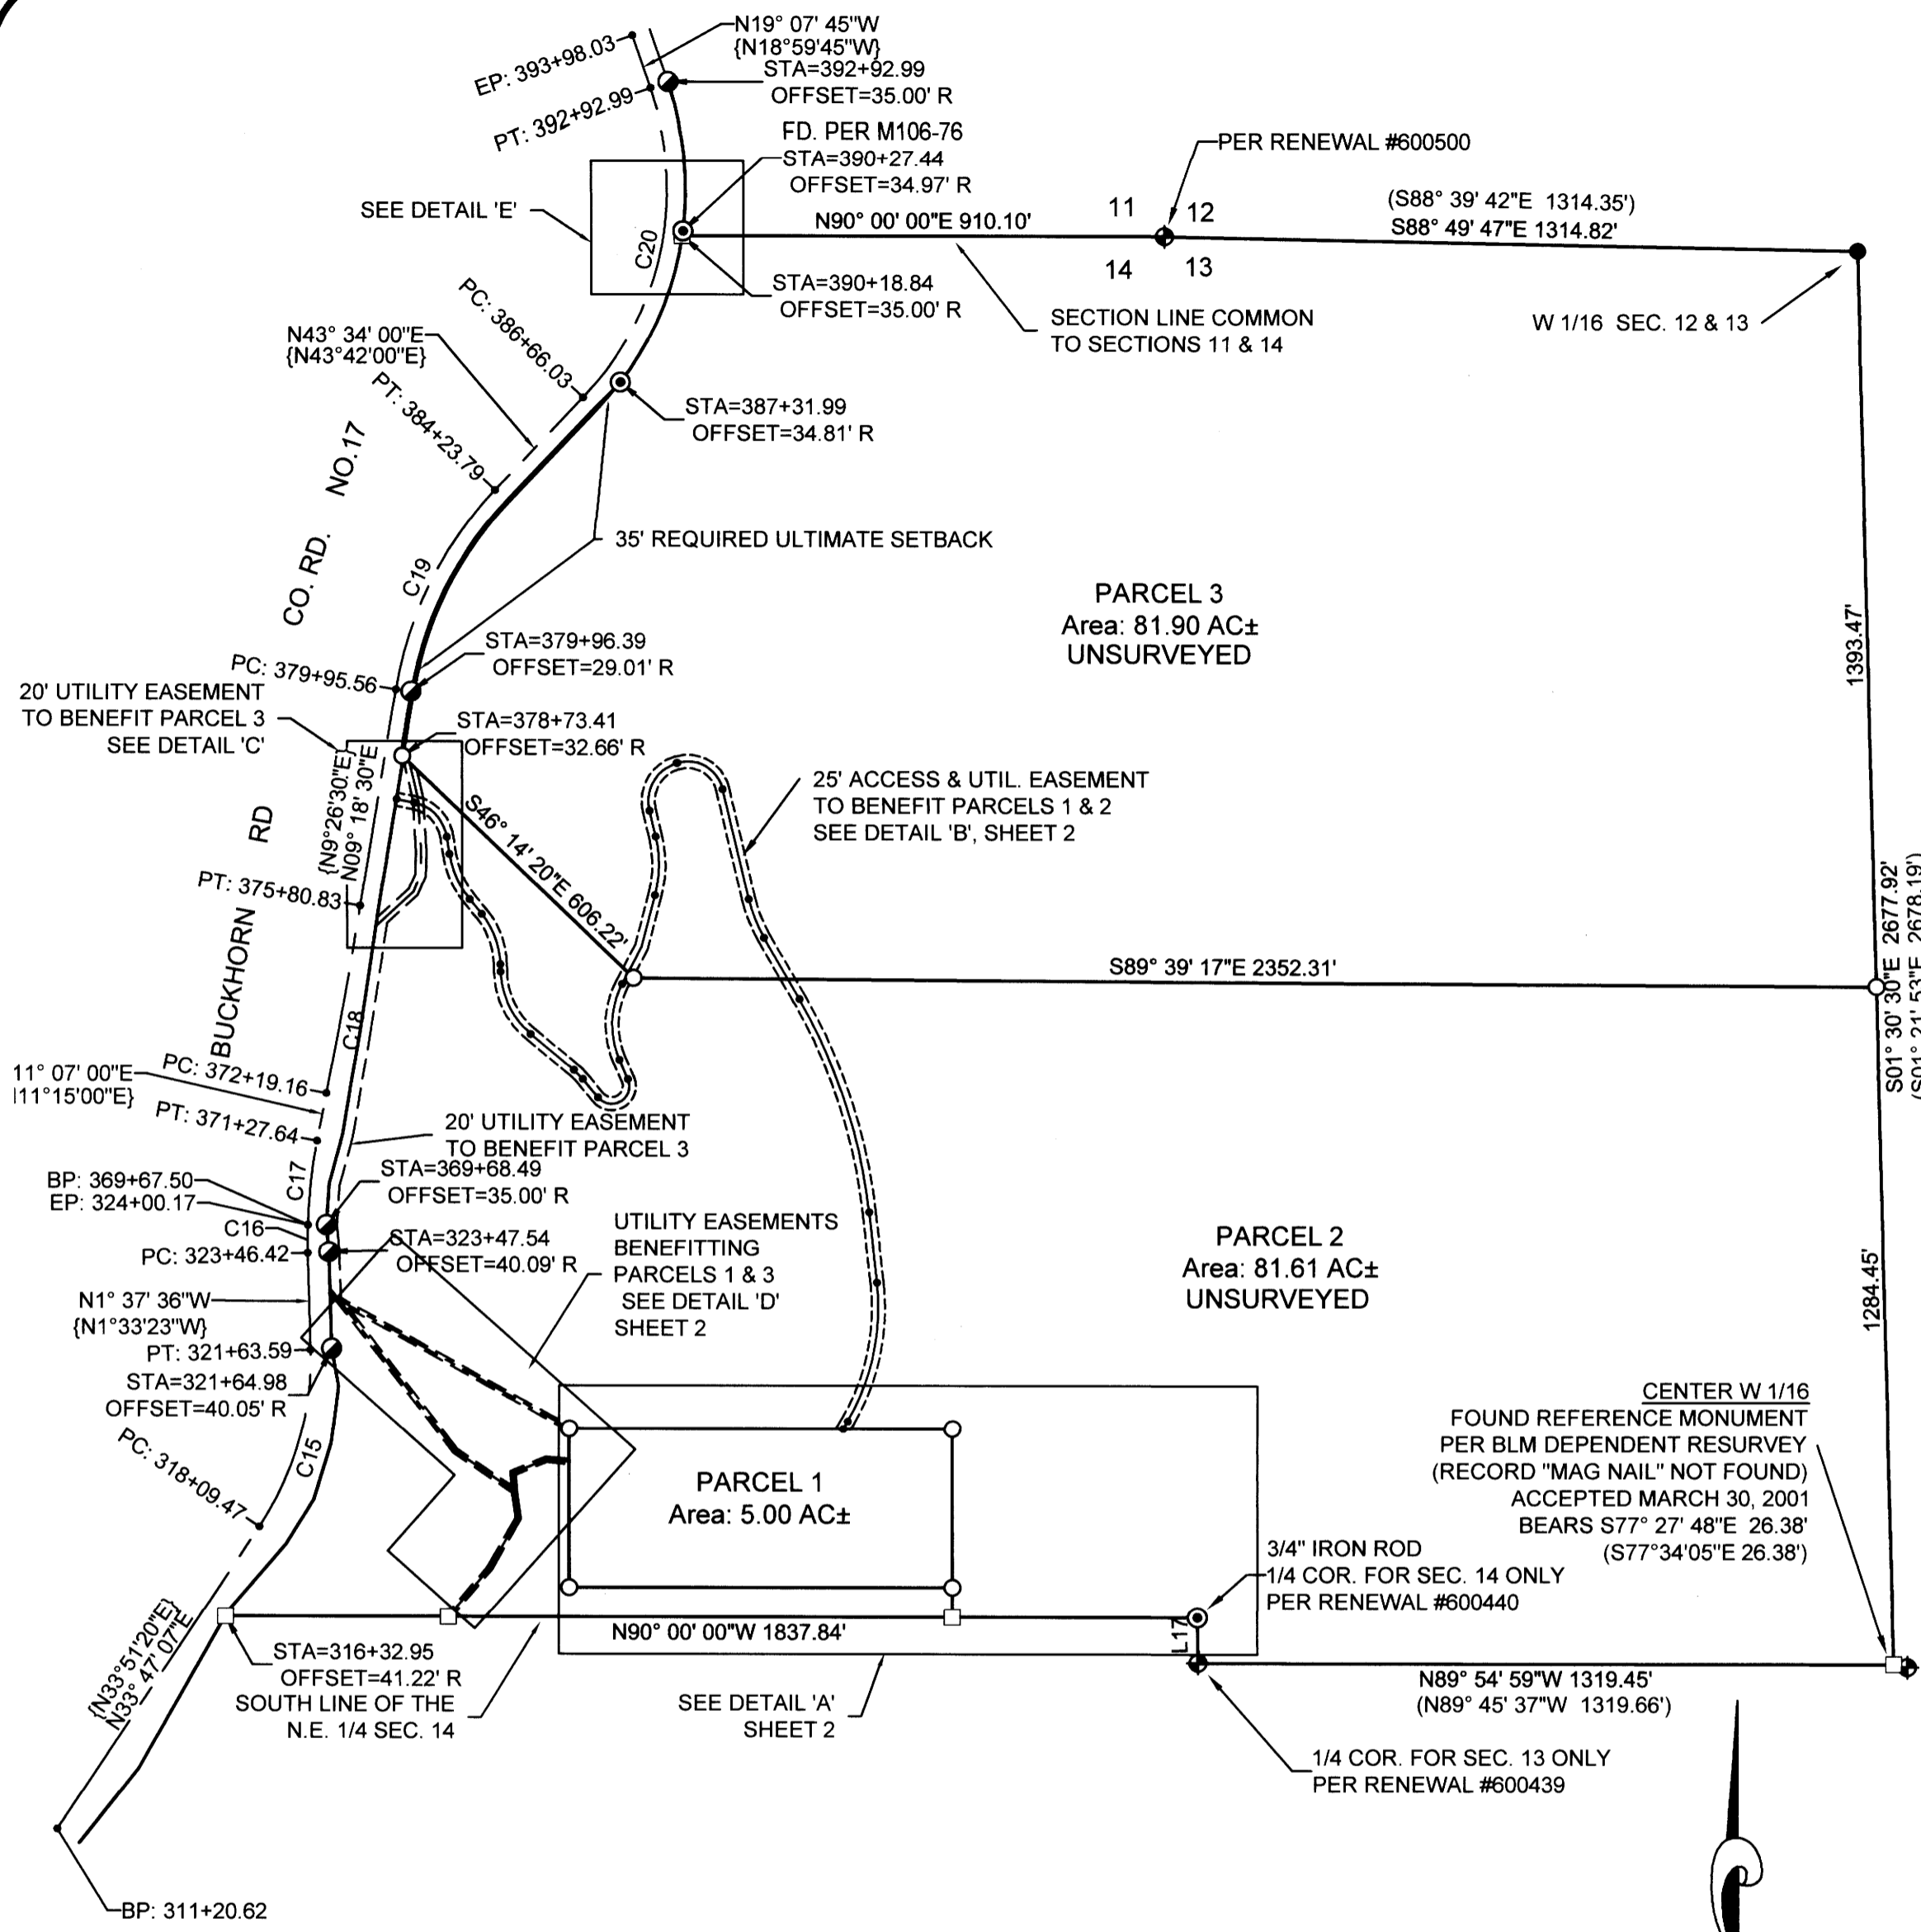 N19° 07' 45"W
{N18°59'45"W}
EP: 393+98.03
STA=392+92.99
OFFSET=35.00' R
PT: 392+92.99
FD. PER M106-76
STA=390+27.44
OFFSET=34.97' R
PER RENEWAL #600500
SEE DETAIL 'E'
C20
N90° 00' 00"E 910.10'
11
12
14
13
(S88° 39' 42"E 1314.35')
S88° 49' 47"E 1314.82'
STA=390+18.84
OFFSET=35.00' R
PC: 386+66.03
SECTION LINE COMMON
TO SECTIONS 11 & 14
W 1/16 SEC. 12 & 13
N43° 34' 00"E
{N43°42'00"E}
PT: 384+23.79
STA=387+31.99
OFFSET=34.81' R
CO. RD. NO.17
35' REQUIRED ULTIMATE SETBACK
C19
PARCEL 3
Area: 81.90 AC±
UNSURVEYED
1393.47'
STA=379+96.39
OFFSET=29.01' R
PC: 379+95.56
20' UTILITY EASEMENT
TO BENEFIT PARCEL 3
SEE DETAIL 'C'
STA=378+73.41
OFFSET=32.66' R
{N9°26'30"E}
N09° 18' 30"E
S46° 14' 20"E 606.22'
25' ACCESS & UTIL. EASEMENT
TO BENEFIT PARCELS 1 & 2
SEE DETAIL 'B', SHEET 2
PT: 375+80.83
BUCKHORN RD
S89° 39' 17"E 2352.31'
S01° 30' 30"E 2677.92'
(S01° 21' 53"E 2678.19')
C18
PC: 372+19.16
11° 07' 00"E
11°15'00"E}
PT: 371+27.64
20' UTILITY EASEMENT
TO BENEFIT PARCEL 3
C17
BP: 369+67.50
EP: 324+00.17
C16
PC: 323+46.42
STA=369+68.49
OFFSET=35.00' R
STA=323+47.54
OFFSET=40.09' R
UTILITY EASEMENTS
BENEFITTING
PARCELS 1 & 3
SEE DETAIL 'D'
SHEET 2
PARCEL 2
Area: 81.61 AC±
UNSURVEYED
1284.45'
N1° 37' 36"W
{N1°33'23"W}
PT: 321+63.59
STA=321+64.98
OFFSET=40.05' R
PC: 318+09.47
C15
PARCEL 1
Area: 5.00 AC±
CENTER W 1/16
FOUND REFERENCE MONUMENT
PER BLM DEPENDENT RESURVEY
(RECORD "MAG NAIL" NOT FOUND)
ACCEPTED MARCH 30, 2001
BEARS S77° 27' 48"E 26.38'
(S77°34'05"E 26.38')
3/4" IRON ROD
1/4 COR. FOR SEC. 14 ONLY
PER RENEWAL #600440
{N33°51'20"E}
N33° 47' 07"E
STA=316+32.95
OFFSET=41.22' R
SOUTH LINE OF THE
N.E. 1/4 SEC. 14
N90° 00' 00"W 1837.84'
L17
SEE DETAIL 'A'
SHEET 2
N89° 54' 59"W 1319.45'
(N89° 45' 37"W 1319.66')
1/4 COR. FOR SEC. 13 ONLY
PER RENEWAL #600439
BP: 311+20.62